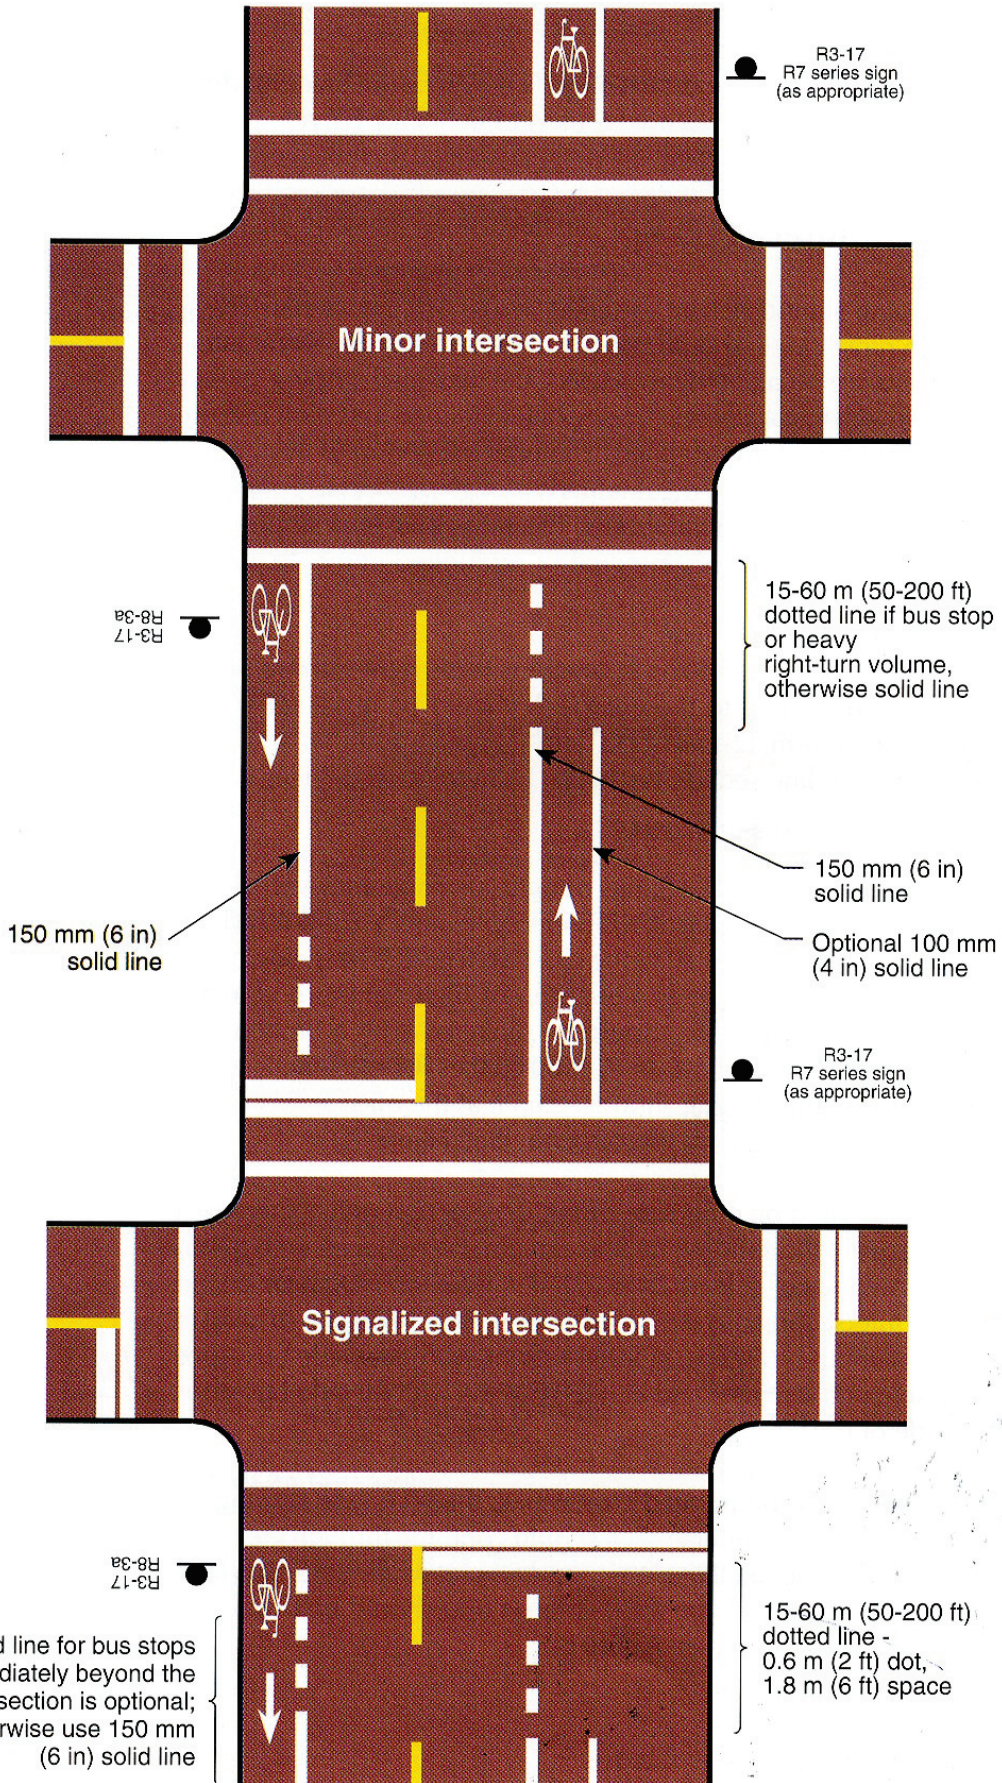 R3-17
R7 series sign
(as appropriate)
Minor intersection
R3-17
R8-3a
15-60 m (50-200 ft)
dotted line if bus stop
or heavy
right-turn volume,
otherwise solid line
150 mm (6 in)
solid line
150 mm (6 in)
solid line
Optional 100 mm
(4 in) solid line
R3-17
R7 series sign
(as appropriate)
Signalized intersection
R3-17
R8-3a
line for bus stops
beyond the
is optional;
use 150 mm
(6 in) solid line
15-60 m (50-200 ft)
dotted line -
0.6 m (2 ft) dot,
1.8 m (6 ft) space